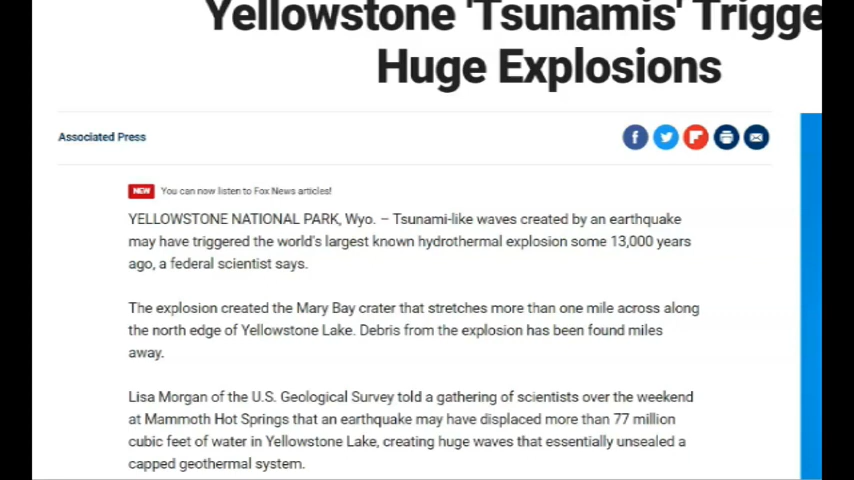 Yellowstone 'Tsunamis' Trigge
Huge Explosions
Associated Press
NEW You can now listen to Fox News articles!
YELLOWSTONE NATIONAL PARK, Wyo. – Tsunami-like waves created by an earthquake
may have triggered the world's largest known hydrothermal explosion some 13,000 years
ago, a federal scientist says.
The explosion created the Mary Bay crater that stretches more than one mile across along
the north edge of Yellowstone Lake. Debris from the explosion has been found miles
away.
Lisa Morgan of the U.S. Geological Survey told a gathering of scientists over the weekend
at Mammoth Hot Springs that an earthquake may have displaced more than 77 million
cubic feet of water in Yellowstone Lake, creating huge waves that essentially unsealed a
capped geothermal system.